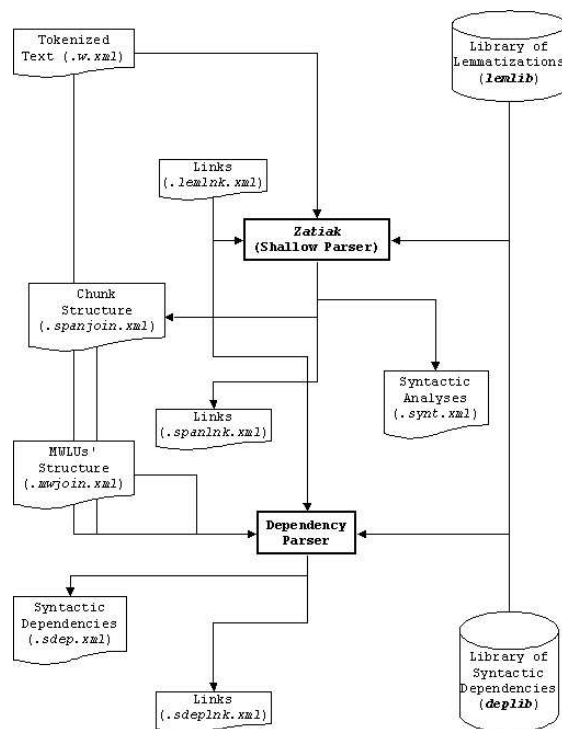 Tokenized
Text (.w.xml)
Library of
Lemmatizations
(lemlib)
Links
(.lemlnk.xml)
Zatiak
(Shallow Parser)
Chunk
Structure
(.spanjoin.xml)
Syntactic
Analyses
(.synt.xml)
Links
(.spanlnk.xml)
MWLUs'
Structure
(.mwjoin.xml)
Dependency
Parser
Syntactic
Dependencies
(.sdep.xml)
Library of
Syntactic
Dependencies
(deplib)
Links
(.sdeplnk.xml)